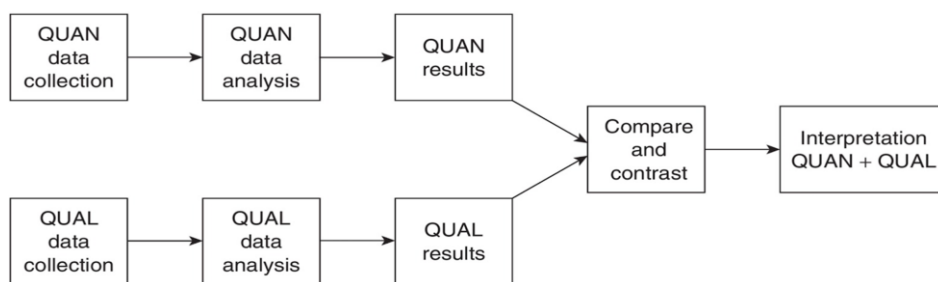 QUAN
data
collection
QUAN
data
analysis
QUAN
results
Compare
and
contrast
Interpretation
QUAN + QUAL
QUAL
data
collection
QUAL
data
analysis
QUAL
results